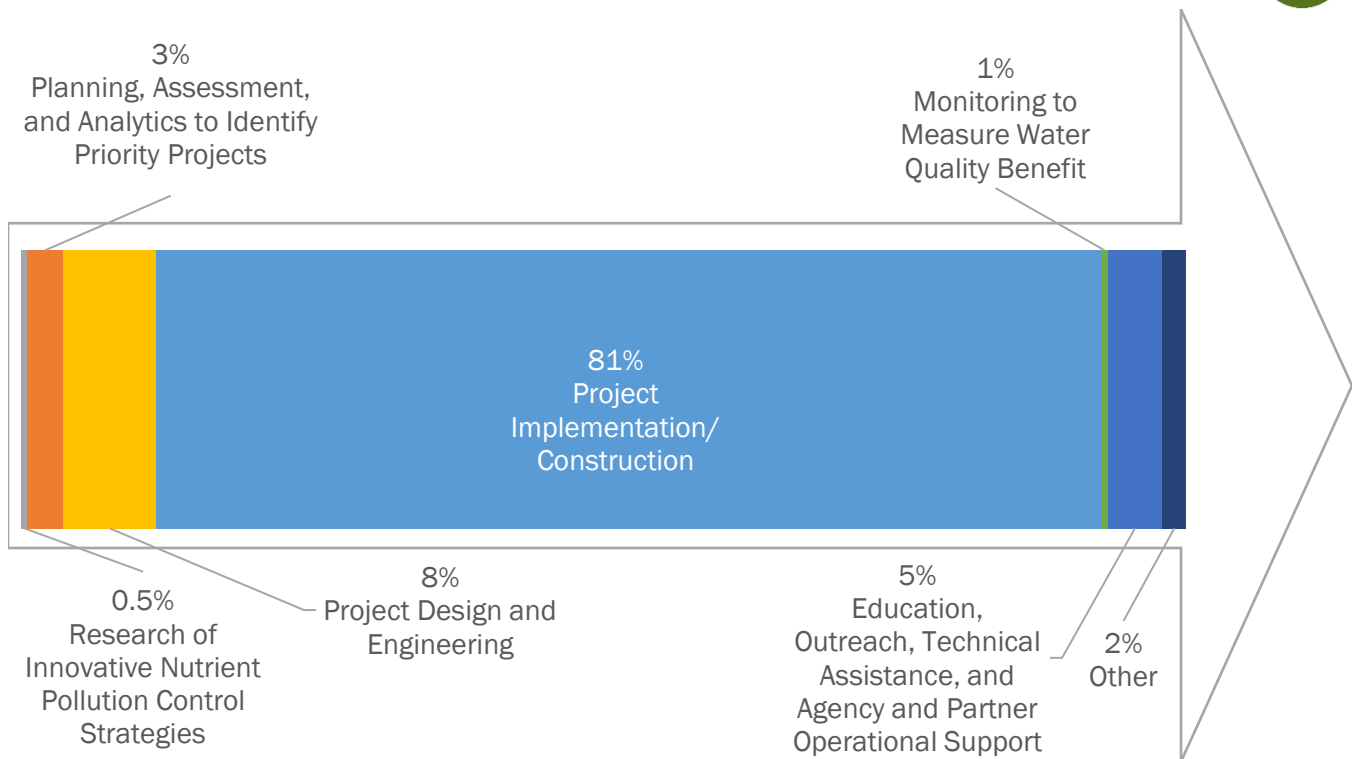 3%
Planning, Assessment,
and Analytics to Identify
Priority Projects
1%
Monitoring to
Measure Water
Quality Benefit
81%
Project
Implementation/
Construction
0.5%
Research of
Innovative Nutrient
Pollution Control
Strategies
8%
Project Design and
Engineering
5%
Education,
Outreach, Technical
Assistance, and
Agency and Partner
Operational Support
2%
Other